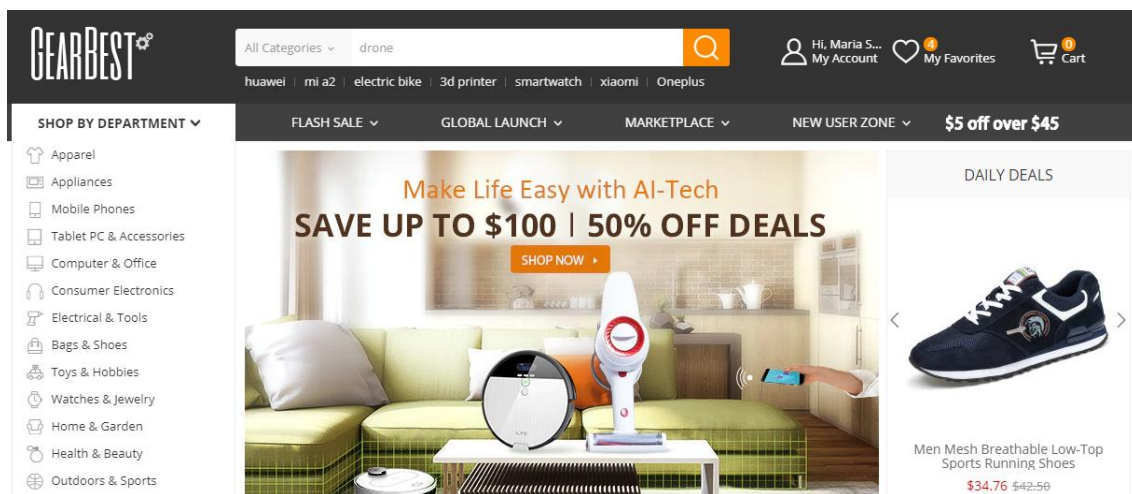 GEARBEST
All Categories
drone
Hi, Maria S...
My Account
4
My Favorites
0
Cart
huawei | mi a2 | electric bike | 3d printer | smartwatch | xiaomi | Oneplus
SHOP BY DEPARTMENT
FLASH SALE
GLOBAL LAUNCH
MARKETPLACE
NEW USER ZONE
$5 off over $45
Apparel
Appliances
Mobile Phones
Tablet PC & Accessories
Computer & Office
Consumer Electronics
Electrical & Tools
Bags & Shoes
Toys & Hobbies
Watches & Jewelry
Home & Garden
Health & Beauty
Outdoors & Sports
Make Life Easy with AI-Tech
SAVE UP TO $100 | 50% OFF DEALS
SHOP NOW
DAILY DEALS
Men Mesh Breathable Low-Top
Sports Running Shoes
$34.76 $42.50